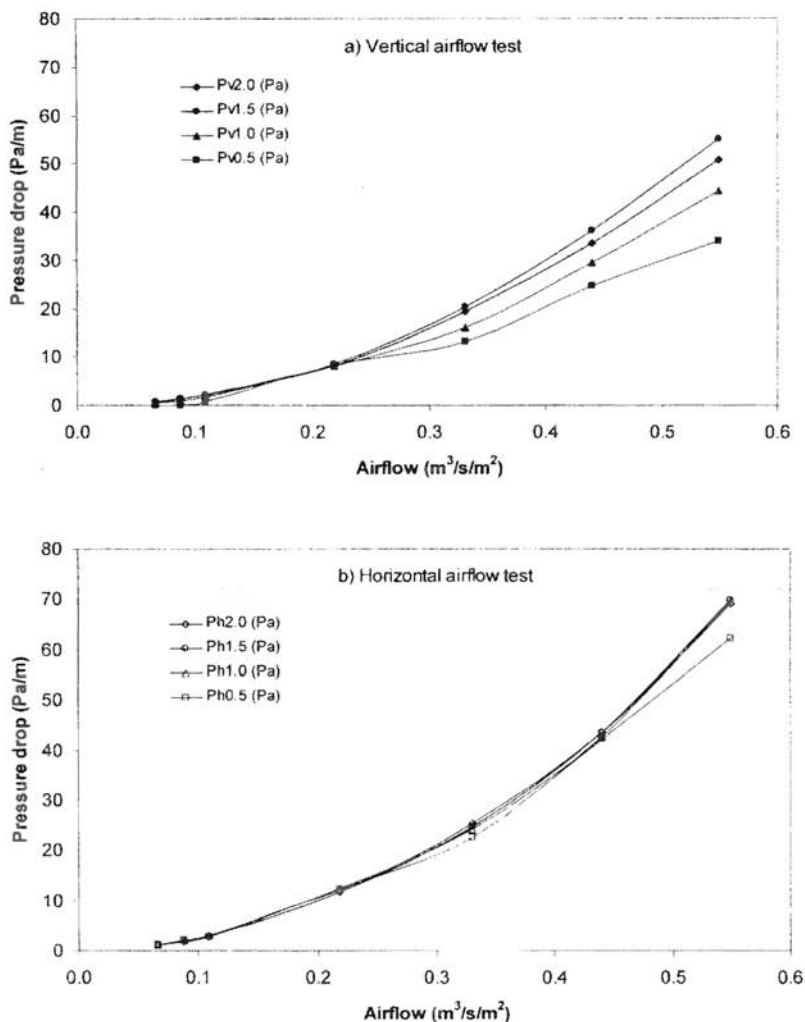 a) Vertical airflow test
Pv2.0 (Pa)
Pv1.5 (Pa)
Pv1.0 (Pa)
Pv0.5 (Pa)
Pressure drop (Pa/m)
80
70
60
50
40
30
20
10
0
0.0 0.1 0.2 0.3 0.4 0.5 0.6
Airflow (m³/s/m²)
b) Horizontal airflow test
Ph2.0 (Pa)
Ph1.5 (Pa)
Ph1.0 (Pa)
Ph0.5 (Pa)
Pressure drop (Pa/m)
80
70
60
50
40
30
20
10
0
0.0 0.1 0.2 0.3 0.4 0.5 0.6
Airflow (m³/s/m²)